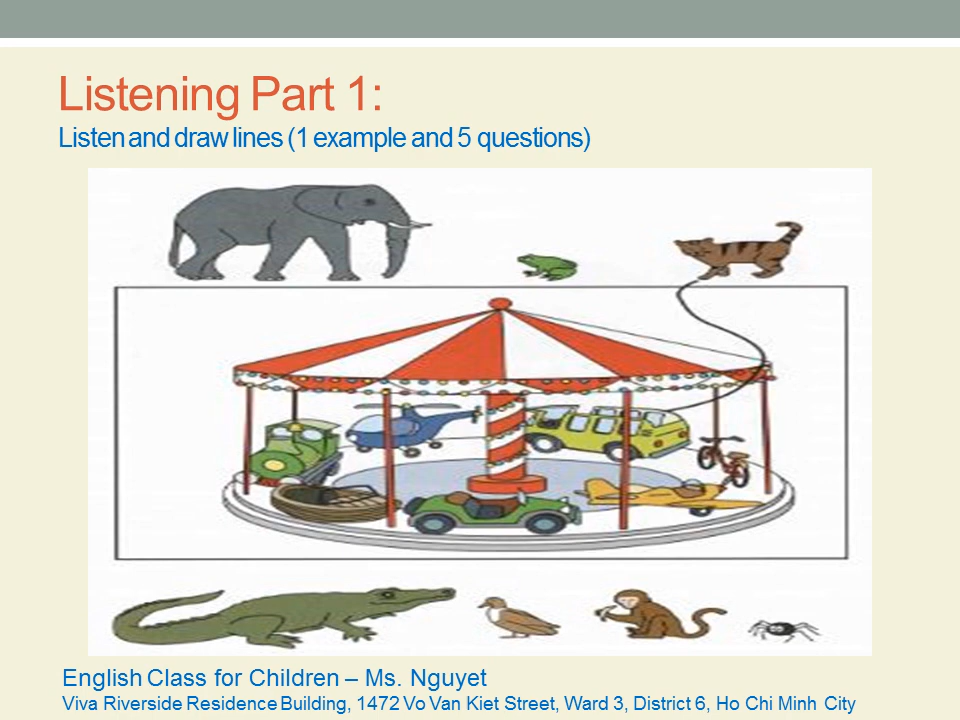 Listening Part 1:
Listen and draw lines (1 example and 5 questions)
English Class for Children – Ms. Nguyet
Viva Riverside Residence Building, 1472 Vo Van Kiet Street, Ward 3, District 6, Ho Chi Minh City